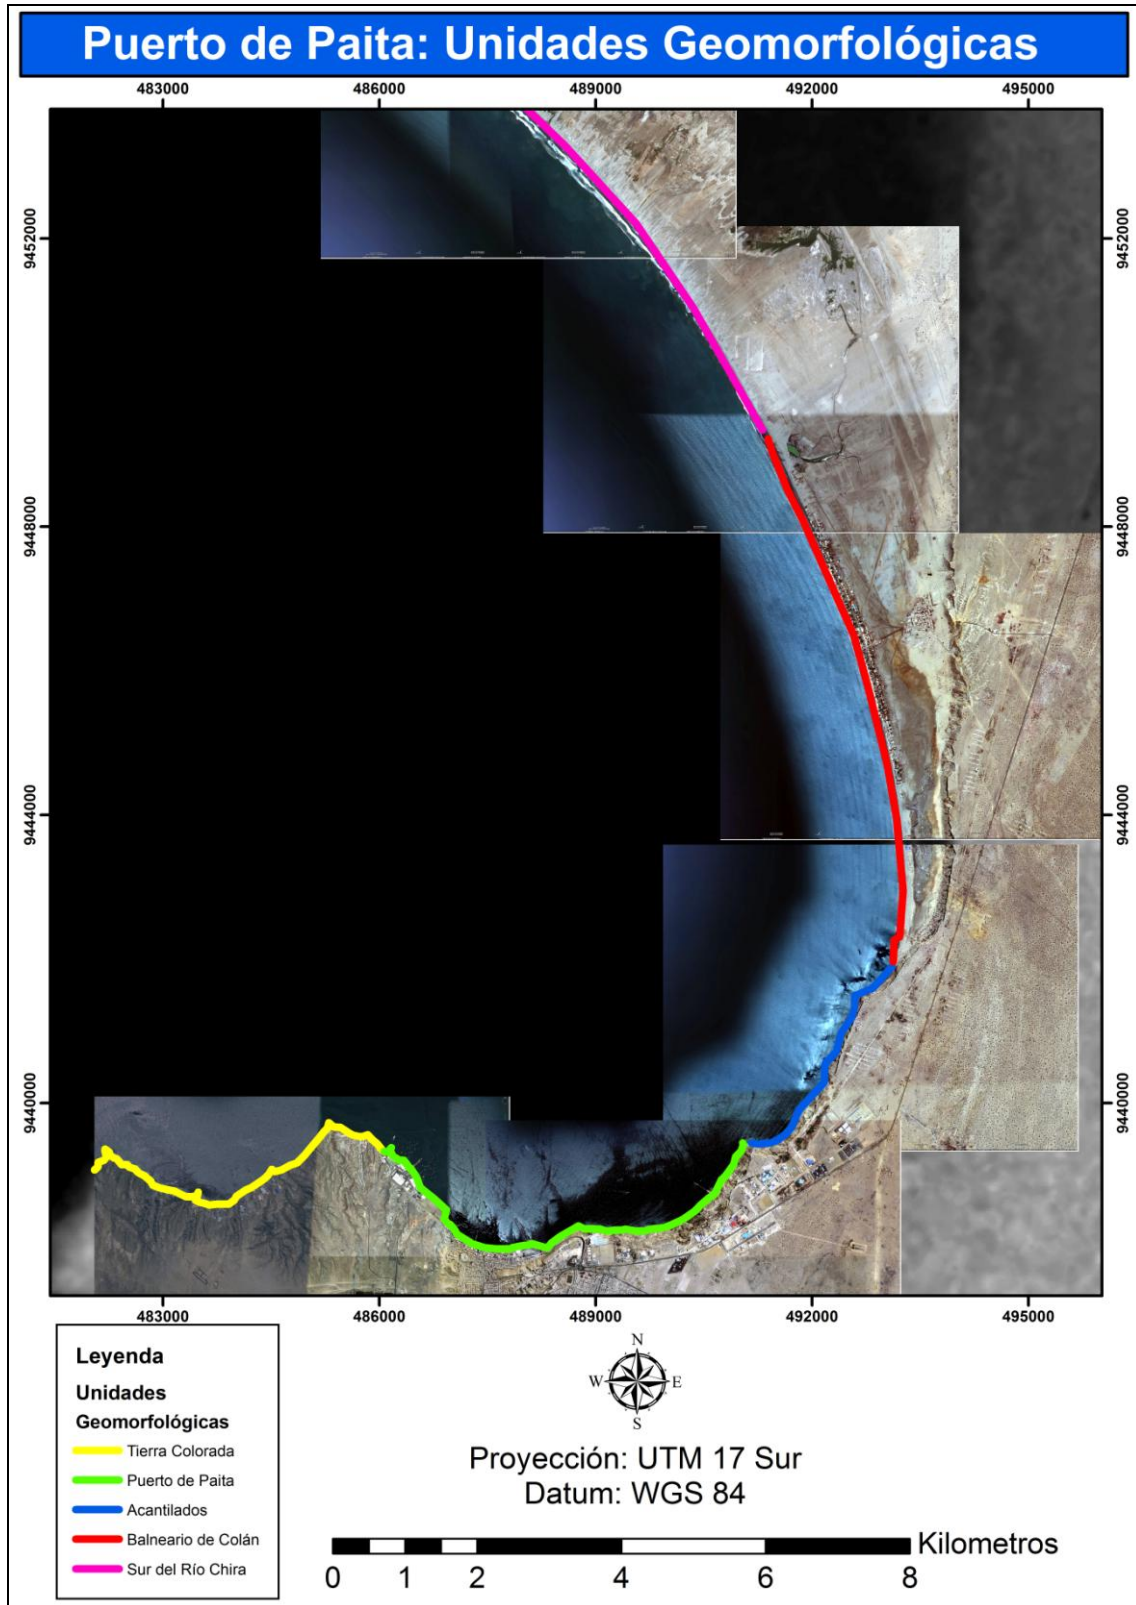 Puerto de Paita: Unidades Geomorfológicas
483000 486000 489000 492000 495000
9452000 9452000
9448000 9448000
9444000 9444000
9440000 9440000
483000 486000 489000 492000 495000
Leyenda
Unidades
Geomorfológicas
Tierra Colorada
Puerto de Paita
Acantilados
Balneario de Colán
Sur del Río Chira
N
W E
S
Proyección: UTM 17 Sur
Datum: WGS 84
Kilometros
0 1 2 4 6 8